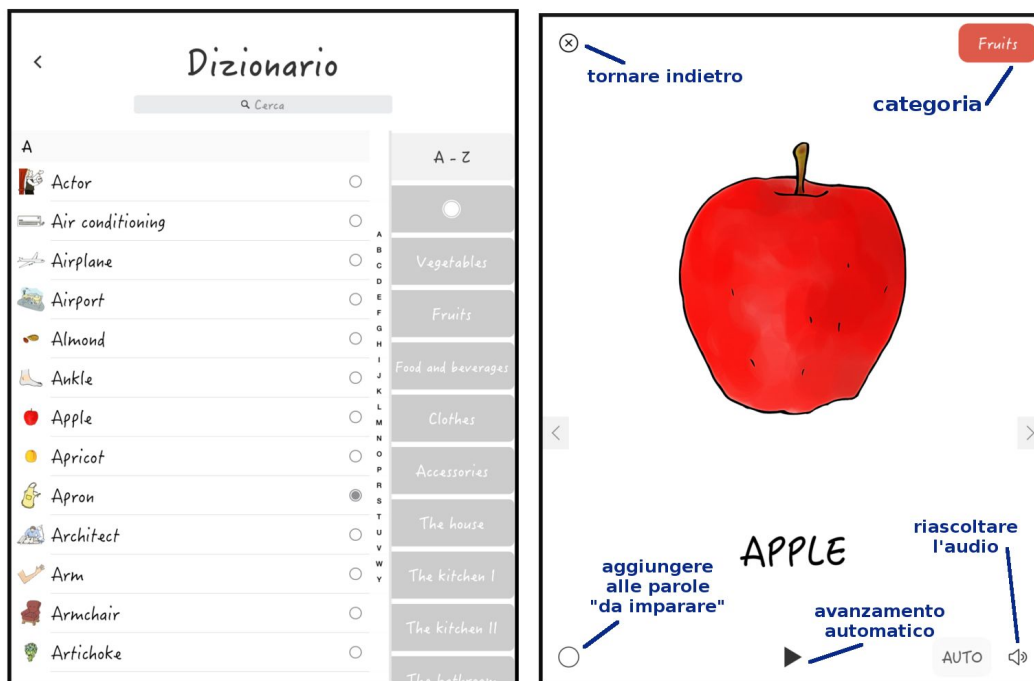 Dizionario
Cerca
A
Actor
Air conditioning
Airplane
Airport
Almond
Ankle
Apple
Apricot
Apron
Architect
Arm
Armchair
Artichoke
A
B
C
D
E
F
G
H
I
J
K
L
M
N
O
P
R
S
T
U
V
W
Y
A - Z
Vegetables
Fruits
Food and beverages
Clothes
Accessories
The house
The kitchen I
The kitchen II
The bathroom
Fruits
tornare indietro
categoria
APPLE
riascoltare
l'audio
aggiungere
alle parole
"da imparare"
avanzamento
automatico
AUTO